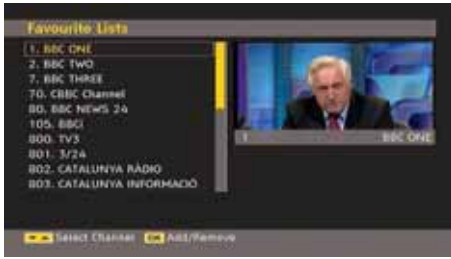 Favourite Lists
1. BBC ONE
2. BBC TWO
7. BBC THREE
70. CBBC Channel
80. BBC NEWS 24
105. BBCi
800. TV3
801. 3/24
802. CATALUNYA RÀDIO
803. CATALUNYA INFORMACIÓ
1 BBC ONE
Select Channel OK Add/Remove